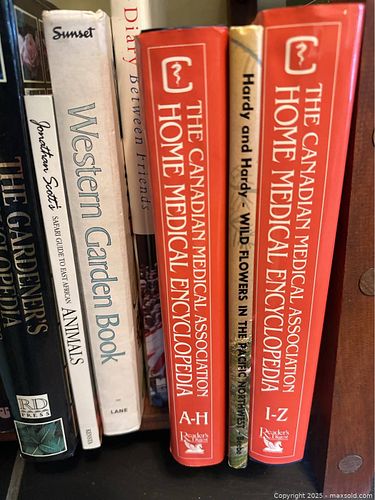 THE GARDENER'S
RD
PRESS
Jonathan Scott's
SAFARI GUIDE TO EAST AFRICAN
ANIMALS
KENSTA
Sunset
Western Garden Book
LANE
Diary Between Friends
THE CANADIAN MEDICAL ASSOCIATION
HOME MEDICAL ENCYCLOPEDIA
A-H
Reader's
Digest
Hardy and Hardy - WILD FLOWERS IN THE PACIFIC NORTHWEST -
THE CANADIAN MEDICAL ASSOCIATION
HOME MEDICAL ENCYCLOPEDIA
I-Z
Reader's
Digest
Copyright 2025 - maxsold.com